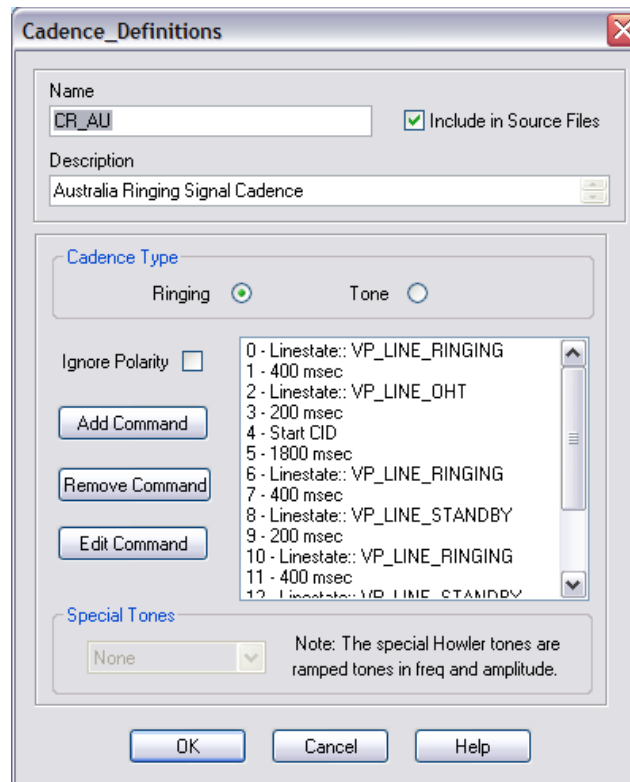 Cadence_Definitions
Name
CR_AU
Include in Source Files
Description
Australia Ringing Signal Cadence
Cadence Type
Ringing
Tone
Ignore Polarity
Add Command
Remove Command
Edit Command
0 - Linestate:: VP_LINE_RINGING
1 - 400 msec
2 - Linestate:: VP_LINE_OHT
3 - 200 msec
4 - Start CID
5 - 1800 msec
6 - Linestate:: VP_LINE_RINGING
7 - 400 msec
8 - Linestate:: VP_LINE_STANDBY
9 - 200 msec
10 - Linestate:: VP_LINE_RINGING
11 - 400 msec
12 - Linestate:: VP_LINE_STANDBY
Special Tones
None
Note: The special Howler tones are
ramped tones in freq and amplitude.
OK
Cancel
Help